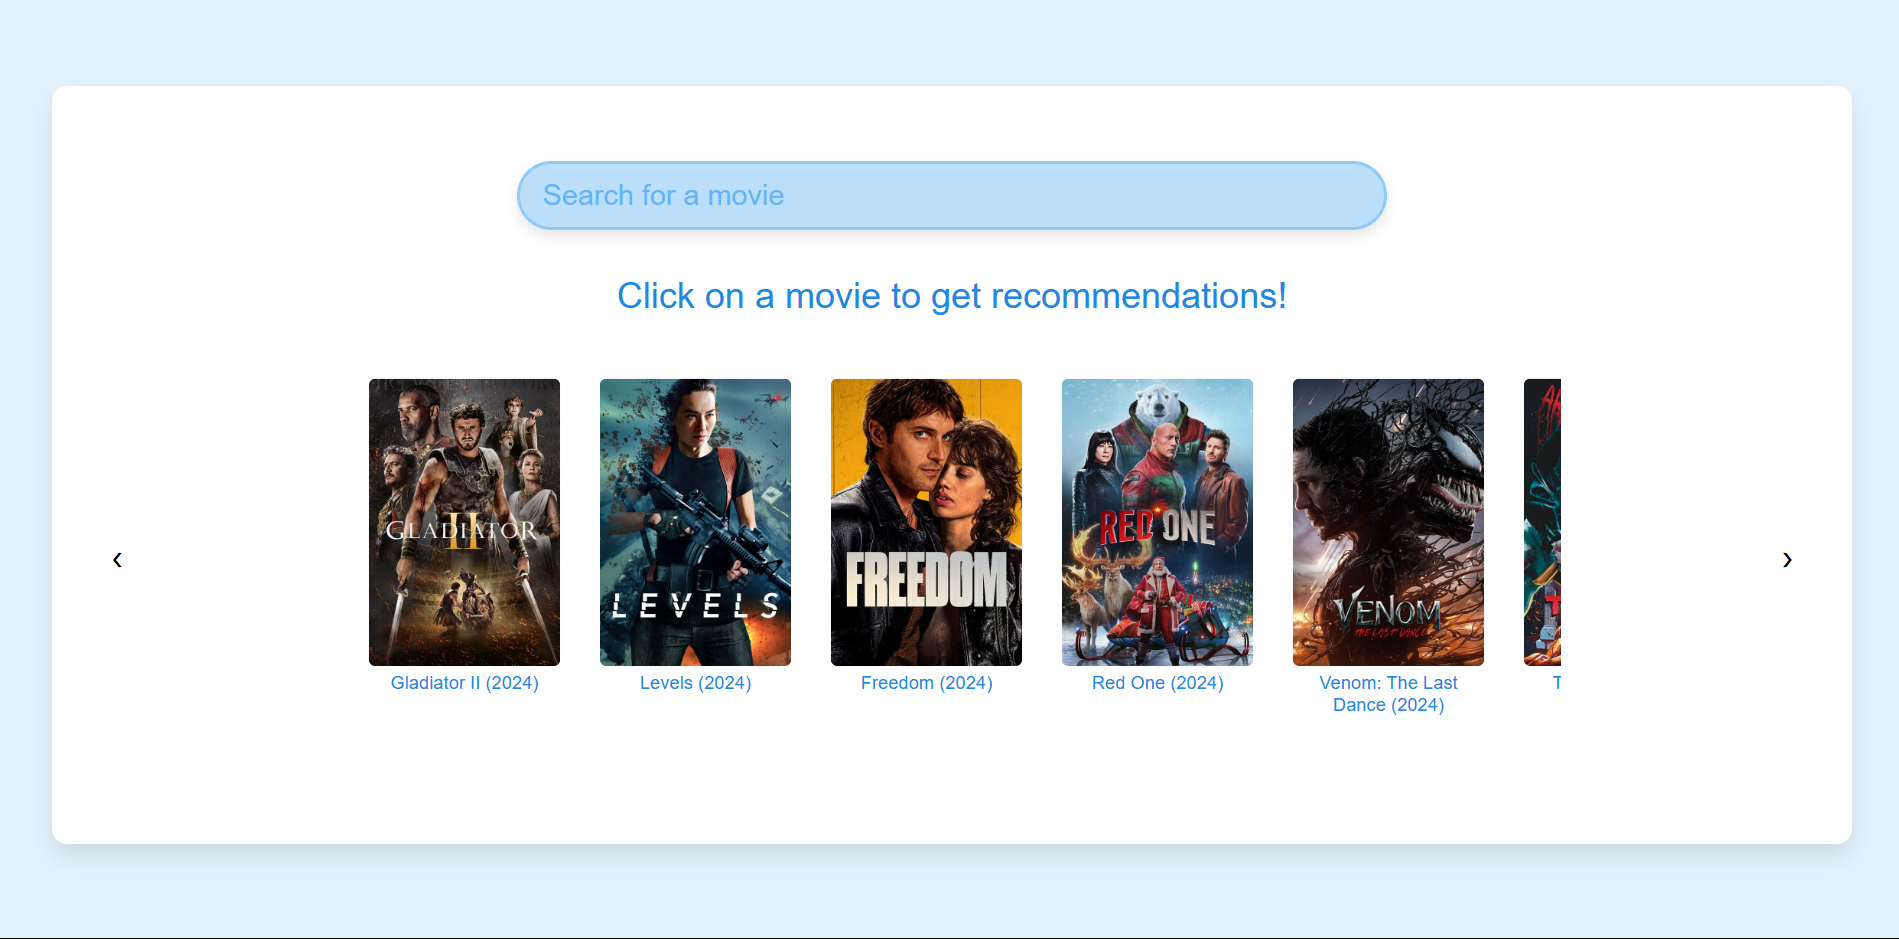 Search for a movie
Click on a movie to get recommendations!
‹
GLADIATOR
II
LEVELS
FREEDOM
RED ONE
VENOM
THE LAST DANCE
›
Gladiator II (2024)
Levels (2024)
Freedom (2024)
Red One (2024)
Venom: The Last
Dance (2024)
T